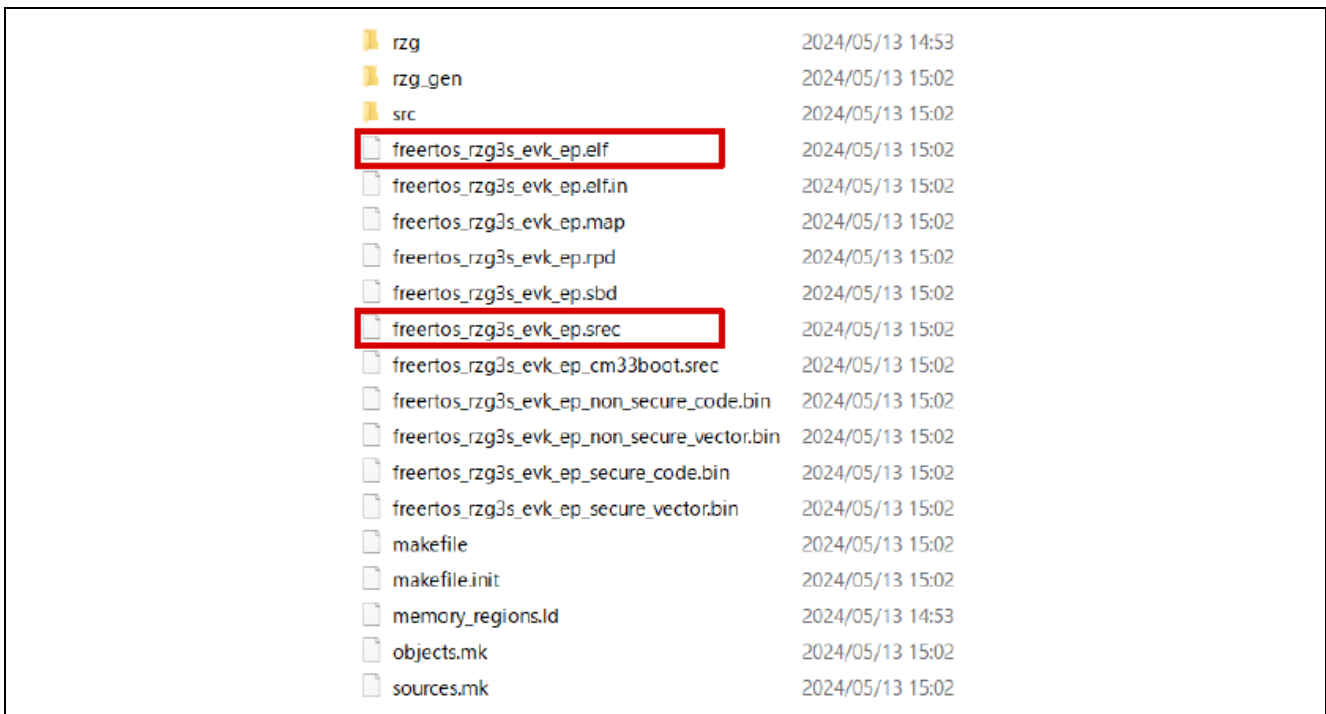 rzg 2024/05/13 14:53
rzg_gen 2024/05/13 15:02
src 2024/05/13 15:02
freertos_rzg3s_evk_ep.elf 2024/05/13 15:02
freertos_rzg3s_evk_ep.elf.in 2024/05/13 15:02
freertos_rzg3s_evk_ep.map 2024/05/13 15:02
freertos_rzg3s_evk_ep.rpd 2024/05/13 15:02
freertos_rzg3s_evk_ep.sbd 2024/05/13 15:02
freertos_rzg3s_evk_ep.srec 2024/05/13 15:02
freertos_rzg3s_evk_ep_cm33boot.srec 2024/05/13 15:02
freertos_rzg3s_evk_ep_non_secure_code.bin 2024/05/13 15:02
freertos_rzg3s_evk_ep_non_secure_vector.bin 2024/05/13 15:02
freertos_rzg3s_evk_ep_secure_code.bin 2024/05/13 15:02
freertos_rzg3s_evk_ep_secure_vector.bin 2024/05/13 15:02
makefile 2024/05/13 15:02
makefile.init 2024/05/13 15:02
memory_regions.ld 2024/05/13 14:53
objects.mk 2024/05/13 15:02
sources.mk 2024/05/13 15:02